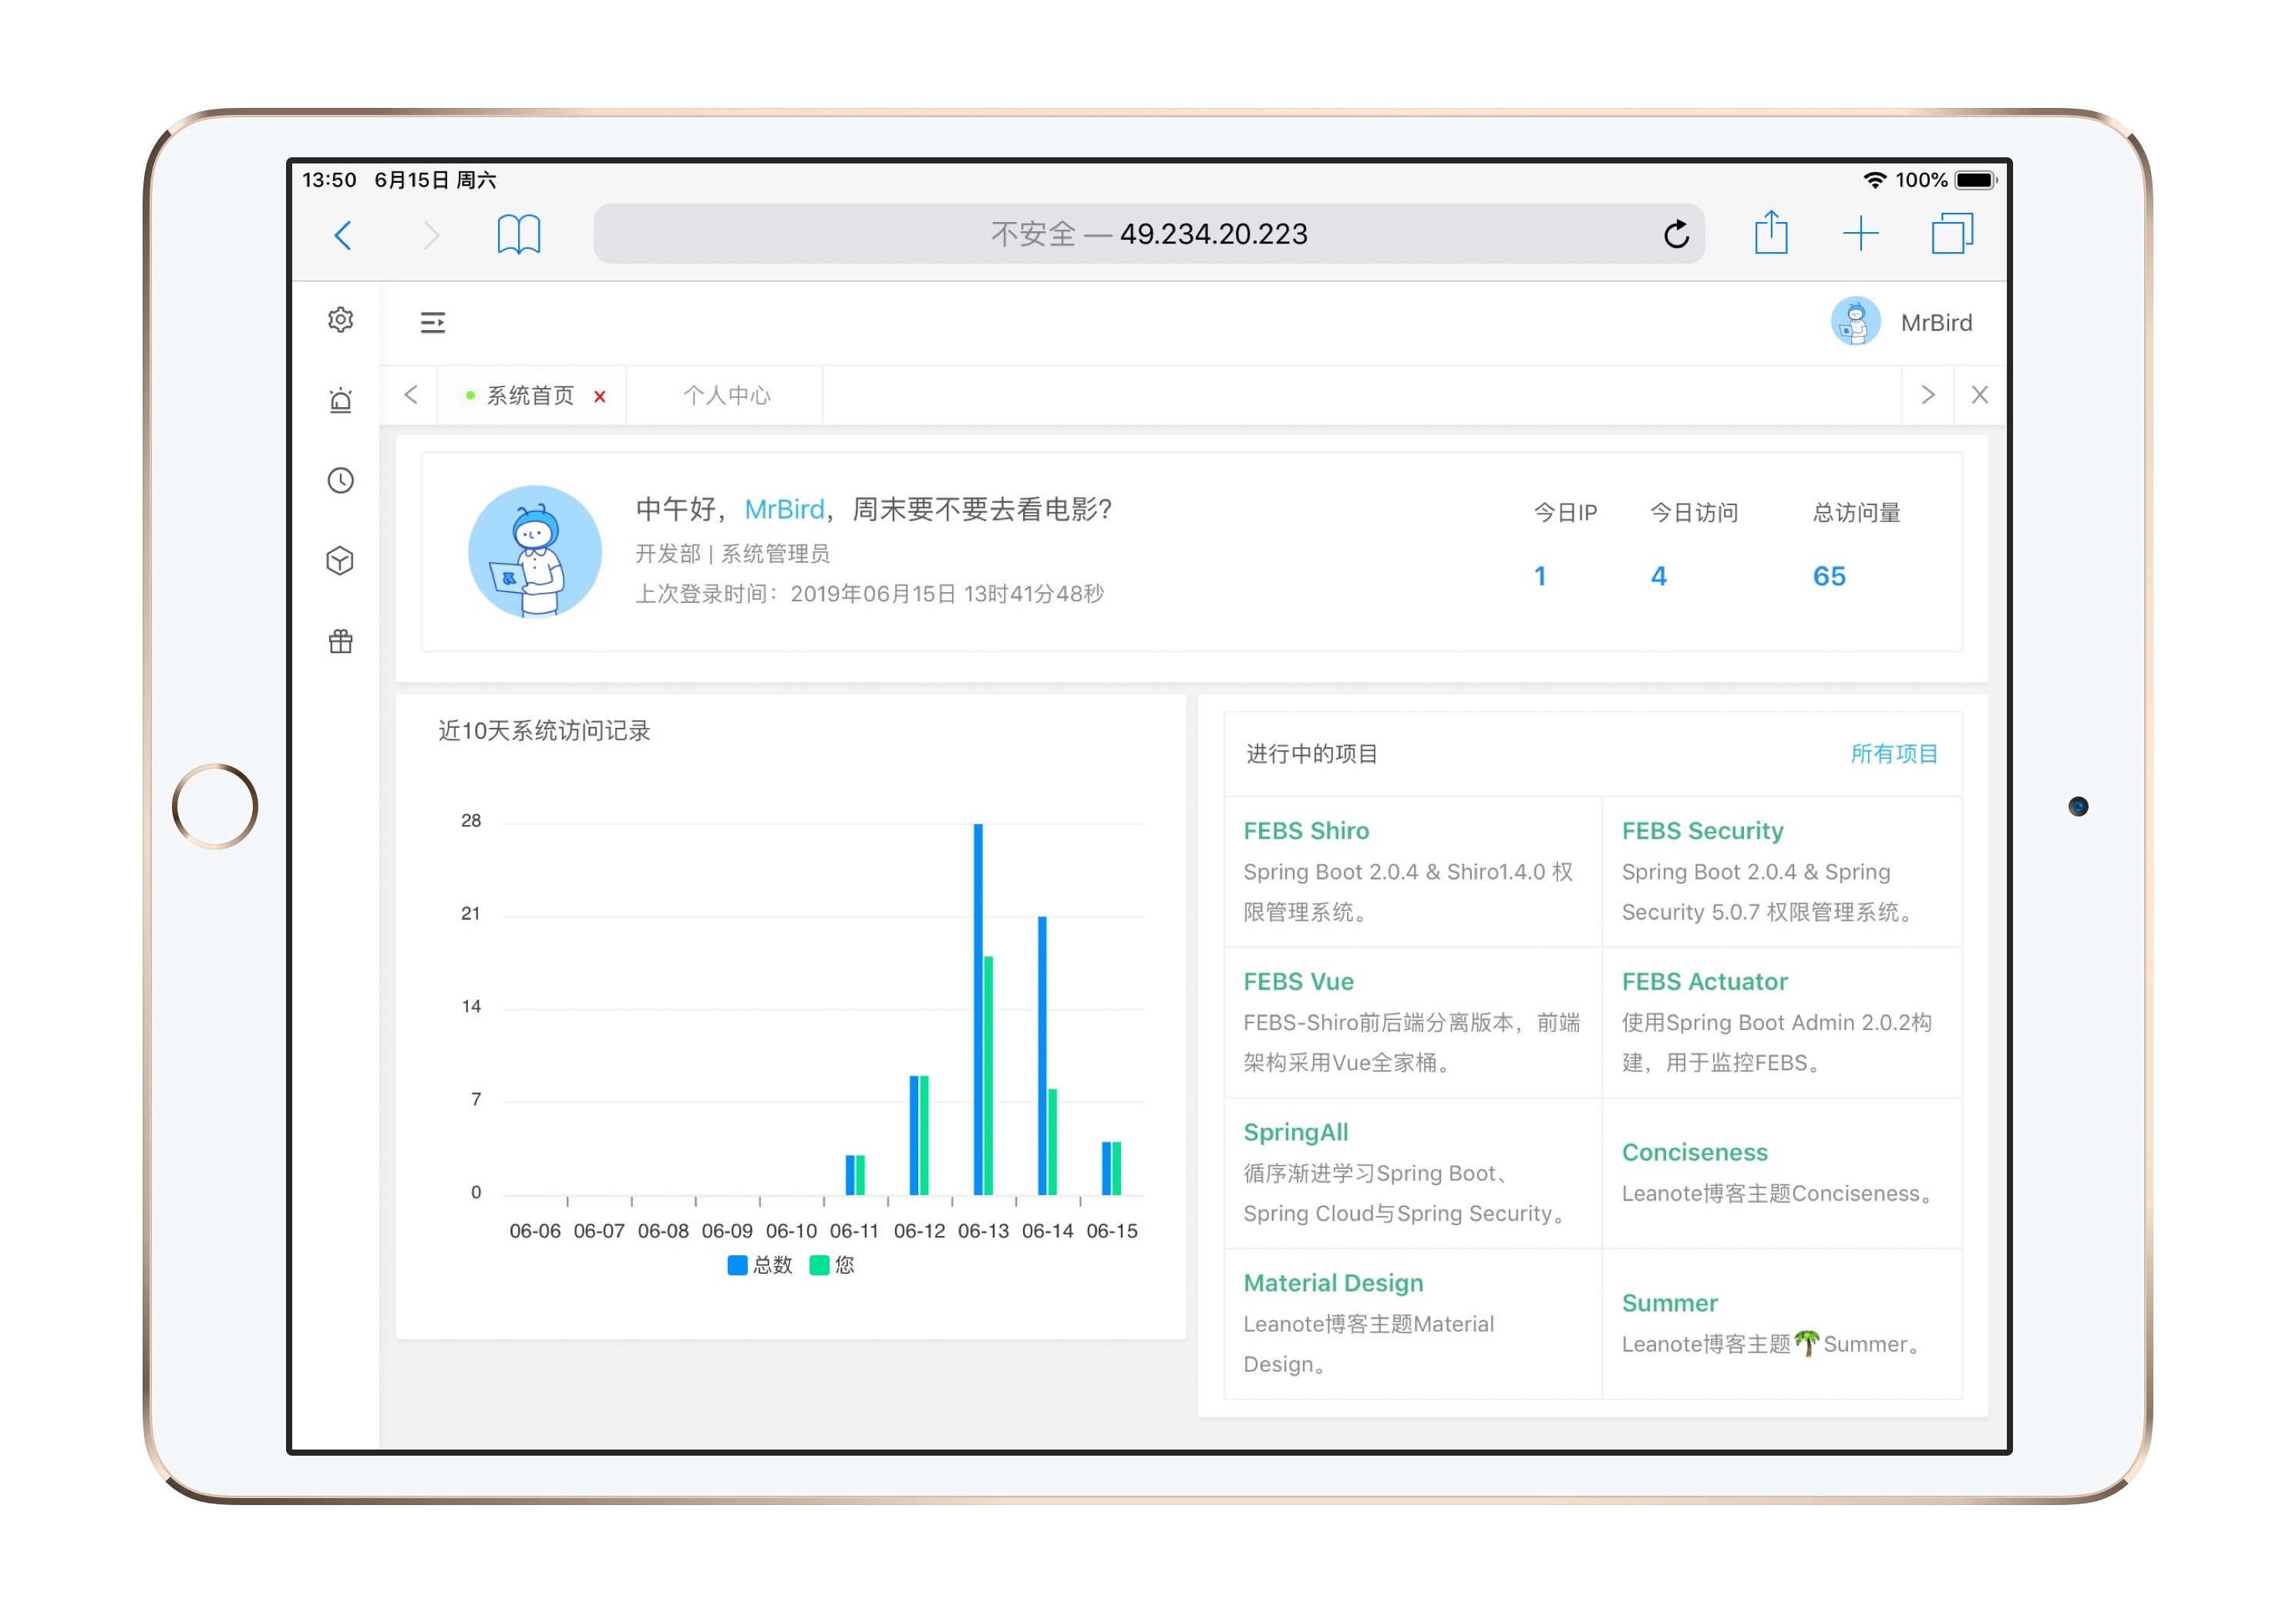 13:50 6月15日 周六
100%
不安全 — 49.234.20.223
MrBird
系统首页 x
个人中心
中午好，MrBird，周末要不要去看电影?
开发部 | 系统管理员
上次登录时间：2019年06月15日 13时41分48秒
今日IP
1
今日访问
4
总访问量
65
近10天系统访问记录
28
21
14
7
0
06-06 06-07 06-08 06-09 06-10 06-11 06-12 06-13 06-14 06-15
总数 您
进行中的项目
所有项目
FEBS Shiro
Spring Boot 2.0.4 & Shiro1.4.0 权
限管理系统。
FEBS Security
Spring Boot 2.0.4 & Spring
Security 5.0.7 权限管理系统。
FEBS Vue
FEBS-Shiro前后端分离版本，前端
架构采用Vue全家桶。
FEBS Actuator
使用Spring Boot Admin 2.0.2构
建，用于监控FEBS。
SpringAll
循序渐进学习Spring Boot、
Spring Cloud与Spring Security。
Conciseness
Leanote博客主题Conciseness。
Material Design
Leanote博客主题Material
Design。
Summer
Leanote博客主题🌴Summer。